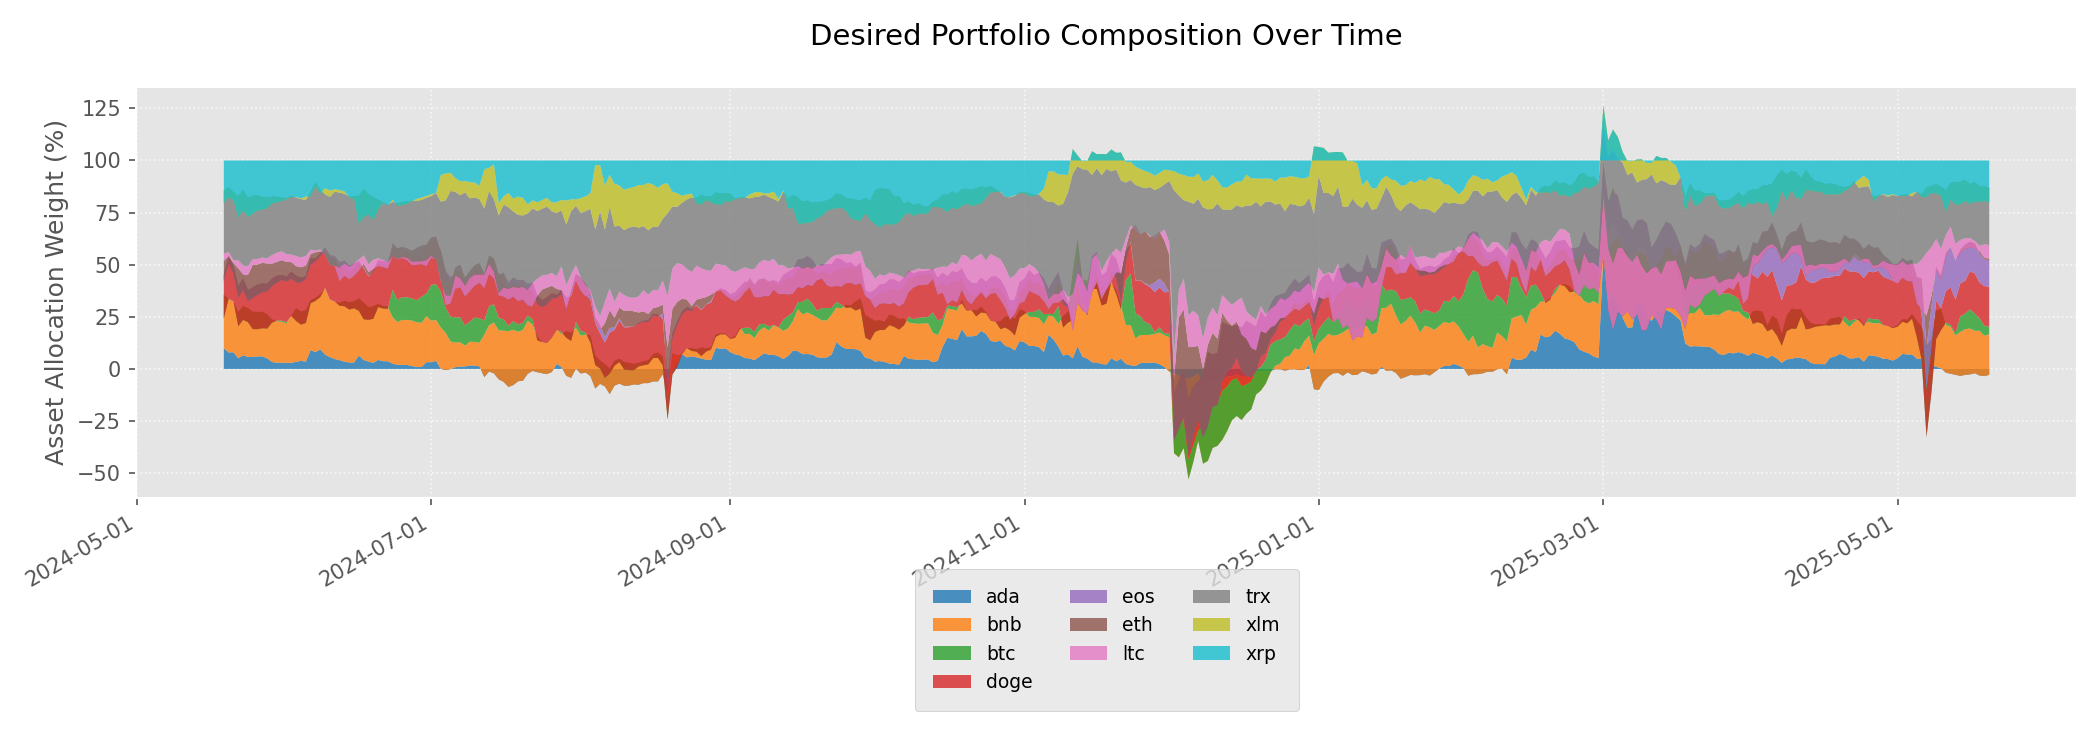 Desired Portfolio Composition Over Time
Asset Allocation Weight (%)
125
100
75
50
25
0
−25
−50
2024-05-01
2024-07-01
2024-09-01
2024-11-01
2025-01-01
2025-03-01
2025-05-01
ada
bnb
btc
doge
eos
eth
ltc
trx
xlm
xrp